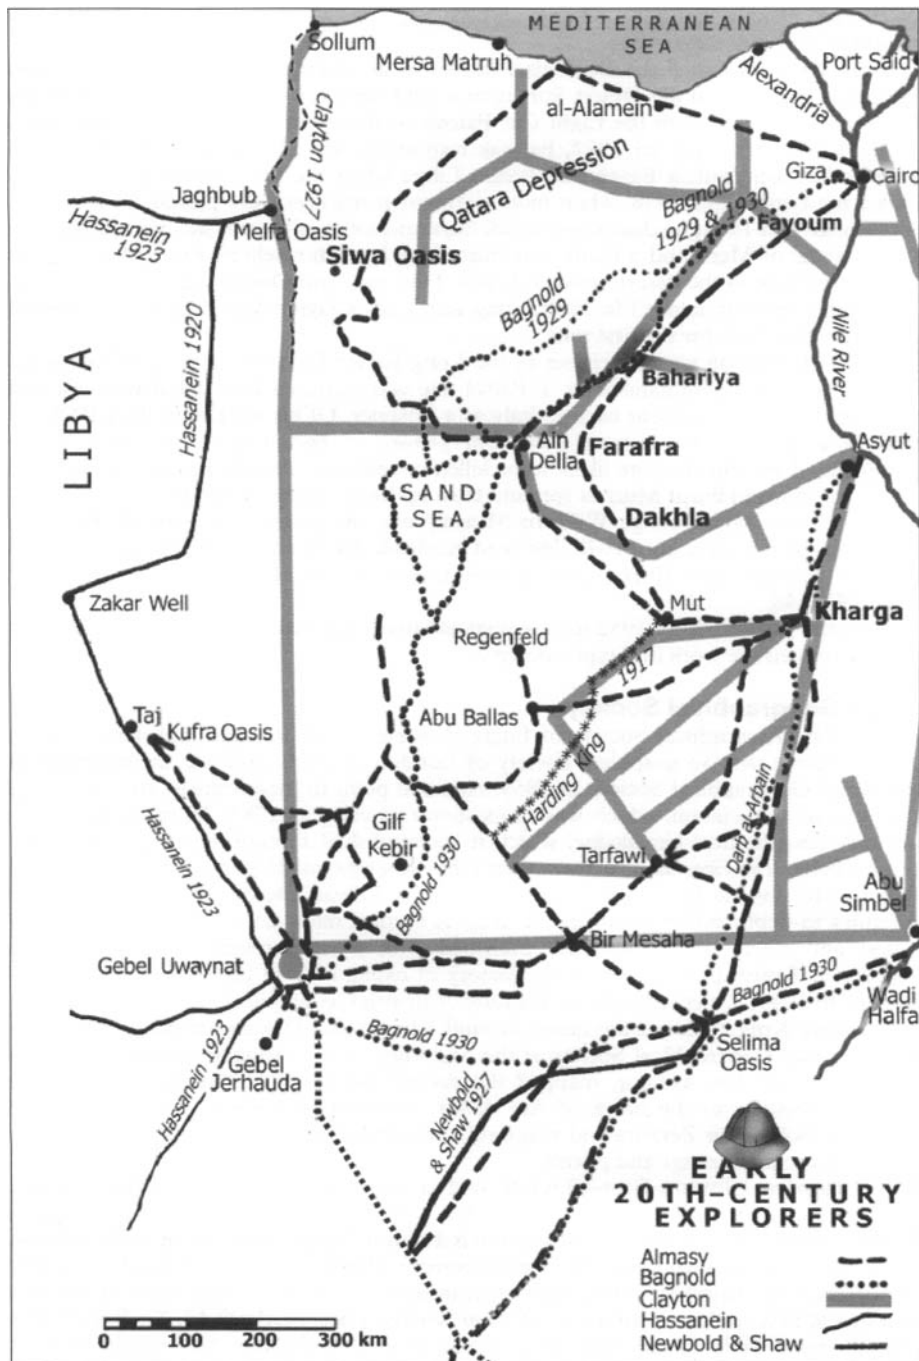 MEDITERRANEAN
SEA
Sollum
Mersa Matruh
Alexandria
Port Said
al-Alamein
Clayton 1927
Qatara Depression
Giza
Cairo
Jaghbub
Hassanein
1923
Melfa Oasis
Bagnold
1929 & 1930
Fayoum
Siwa Oasis
Bagnold
1929
Hassanein 1920
LIBYA
Nile River
Bahariya
Ain
Della
Farafra
Asyut
SAND
SEA
Dakhla
Zakar Well
Mut
Kharga
Regenfeld
1917
Taj
Kufra Oasis
Abu Ballas
Harding King
Hassanein 1923
Gilf
Kebir
Bagnold 1930
Tarfawi
Darb al-Arbain
Abu
Simbel
Bir Mesaha
Gebel Uwaynat
Bagnold 1930
Wadi
Halfa
Bagnold 1930
Selima
Oasis
Hassanein 1923
Gebel
Jerhauda
Newbold
& Shaw 1927
EARLY
20TH-CENTURY
EXPLORERS
Almasy
Bagnold
Clayton
Hassanein
Newbold & Shaw
0 100 200 300 km